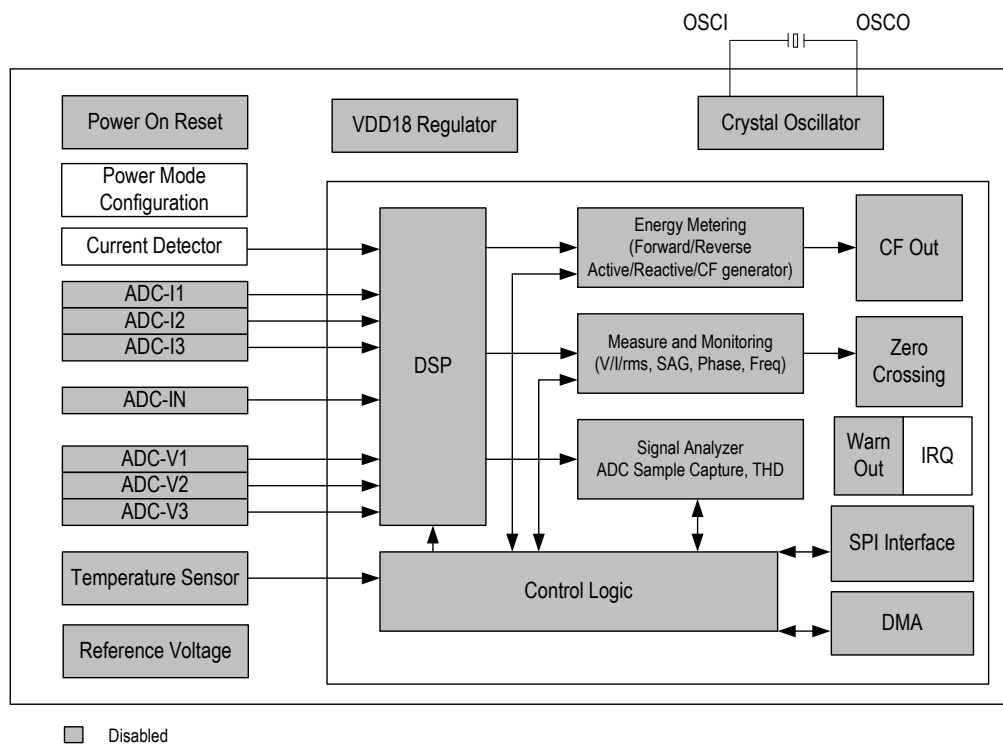 OSCI
OSCO
Power On Reset
VDD18 Regulator
Crystal Oscillator
Power Mode
Configuration
Current Detector
ADC-I1
ADC-I2
ADC-I3
ADC-IN
ADC-V1
ADC-V2
ADC-V3
Temperature Sensor
Reference Voltage
DSP
Energy Metering
(Forward/Reverse
Active/Reactive/CF generator)
CF Out
Measure and Monitoring
(V/I/rms, SAG, Phase, Freq)
Zero
Crossing
Signal Analyzer
ADC Sample Capture, THD
Warn
Out
IRQ
SPI Interface
Control Logic
DMA
Disabled